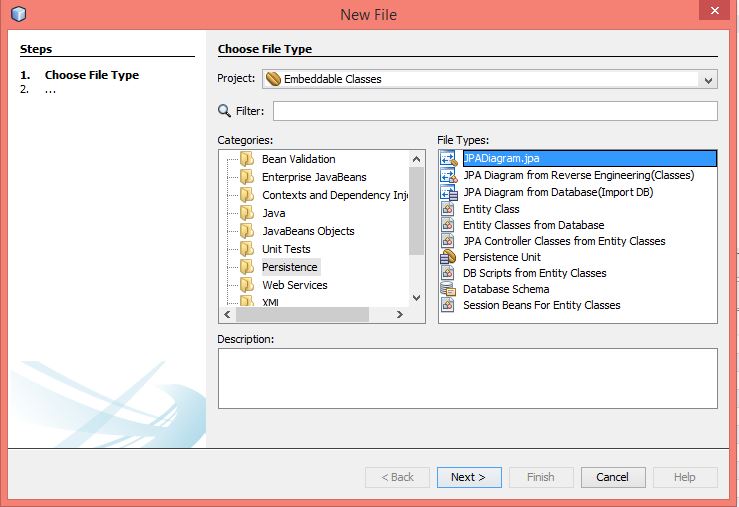 New File
Steps
1. Choose File Type
2. ...
Choose File Type
Project: Embeddable Classes
Filter:
Categories:
Bean Validation
Enterprise JavaBeans
Contexts and Dependency Inj
Java
JavaBeans Objects
Unit Tests
Persistence
Web Services
XML
File Types:
JPADiagram.jpa
JPA Diagram from Reverse Engineering(Classes)
JPA Diagram from Database(Import DB)
Entity Class
Entity Classes from Database
JPA Controller Classes from Entity Classes
Persistence Unit
DB Scripts from Entity Classes
Database Schema
Session Beans For Entity Classes
Description:
< Back Next > Finish Cancel Help